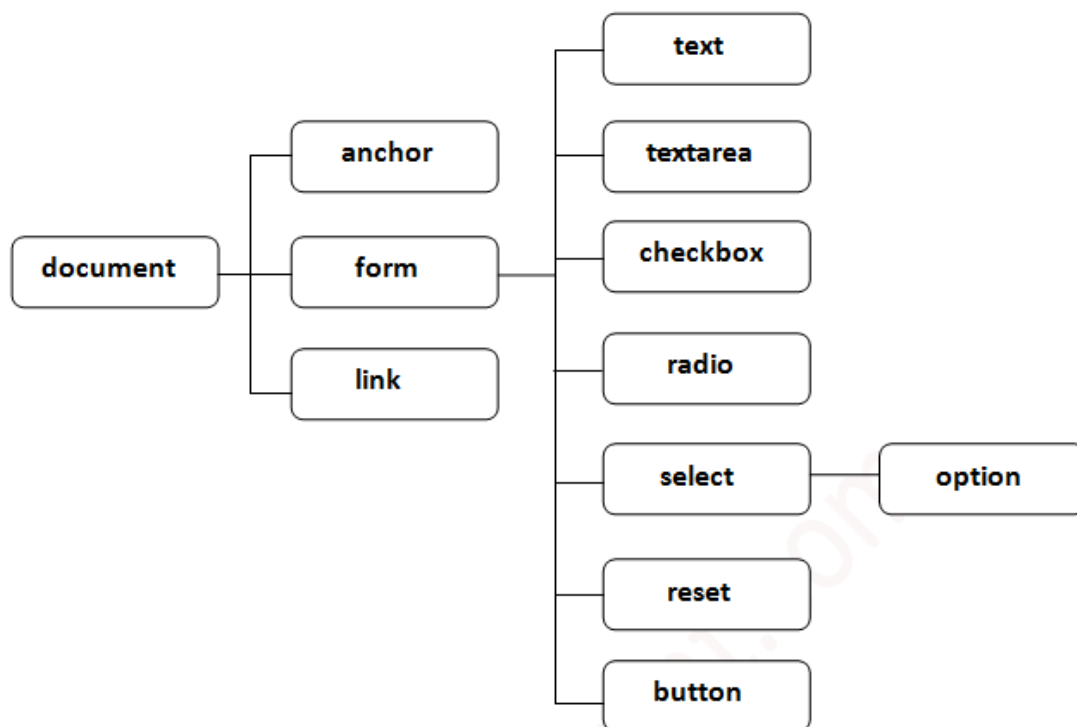 document
anchor
form
link
text
textarea
checkbox
radio
select
option
reset
button